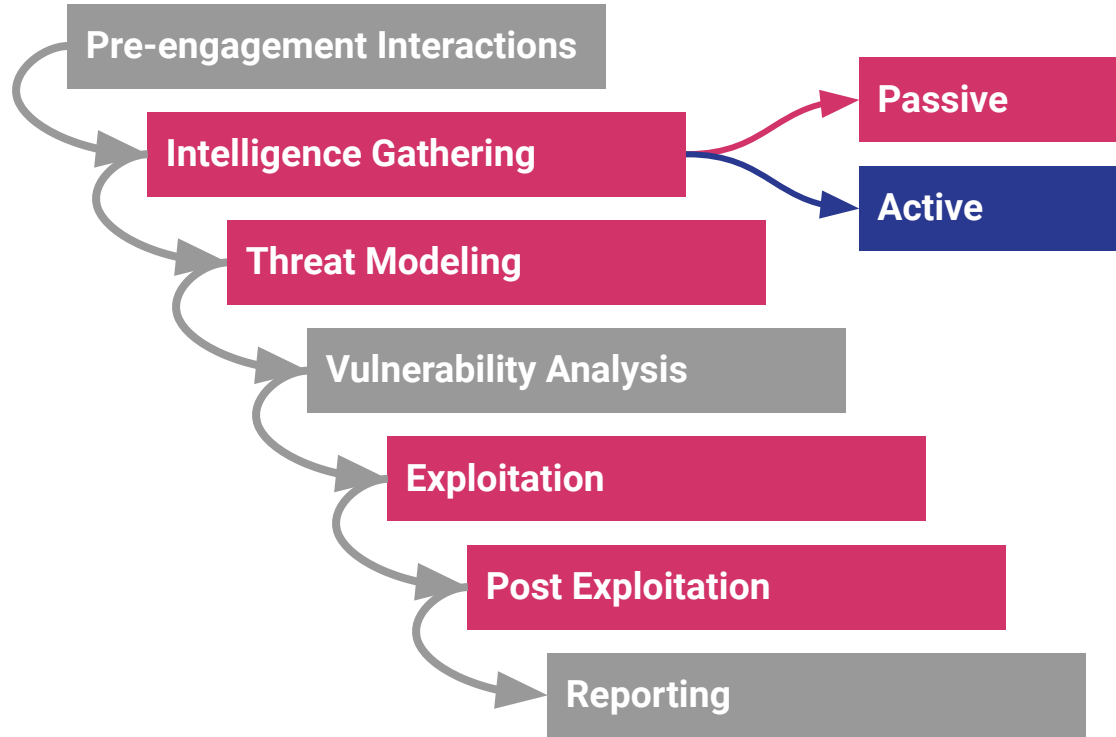 Pre-engagement Interactions
Intelligence Gathering
Passive
Active
Threat Modeling
Vulnerability Analysis
Exploitation
Post Exploitation
Reporting